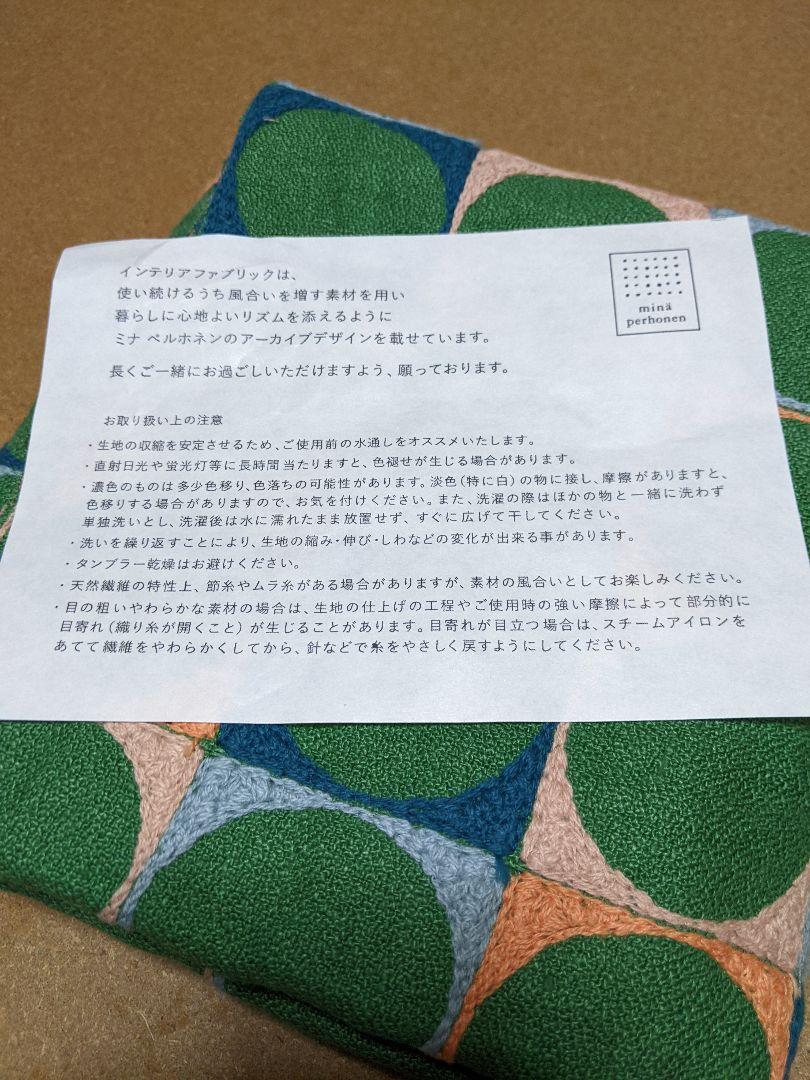 インテリアファブリックは、
使い続けるうち風合いを増す素材を用い
暮らしに心地よいリズムを添えるように
ミナ ペルホネンのアーカイブデザインを載せています。
長くご一緒にお過ごしいただけますよう、願っております。
minä
perhonen
お取り扱い上の注意
・生地の収縮を安定させるため、ご使用前の水通しをオススメいたします。
・直射日光や蛍光灯等に長時間当たりますと、色褪せが生じる場合があります。
・濃色のものは多少色移り、色落ちの可能性があります。淡色(特に白)の物に接し、摩擦がありますと、
色移りする場合がありますので、お気を付けください。また、洗濯の際はほかの物と一緒に洗わず
単独洗いとし、洗濯後は水に濡れたまま放置せず、すぐに広げて干してください。
・洗いを繰り返すことにより、生地の縮み・伸び・しわなどの変化が出来る事があります。
・タンブラー乾燥はお避けください。
・天然繊維の特性上、節糸やムラ糸がある場合がありますが、素材の風合いとしてお楽しみください。
・目の粗いやわらかな素材の場合は、生地の仕上げの工程やご使用時の強い摩擦によって部分的に
目寄れ(織り糸が開くこと)が生じることがあります。目寄れが目立つ場合は、スチームアイロンを
あてて繊維をやわらかくしてから、針などで糸をやさしく戻すようにしてください。